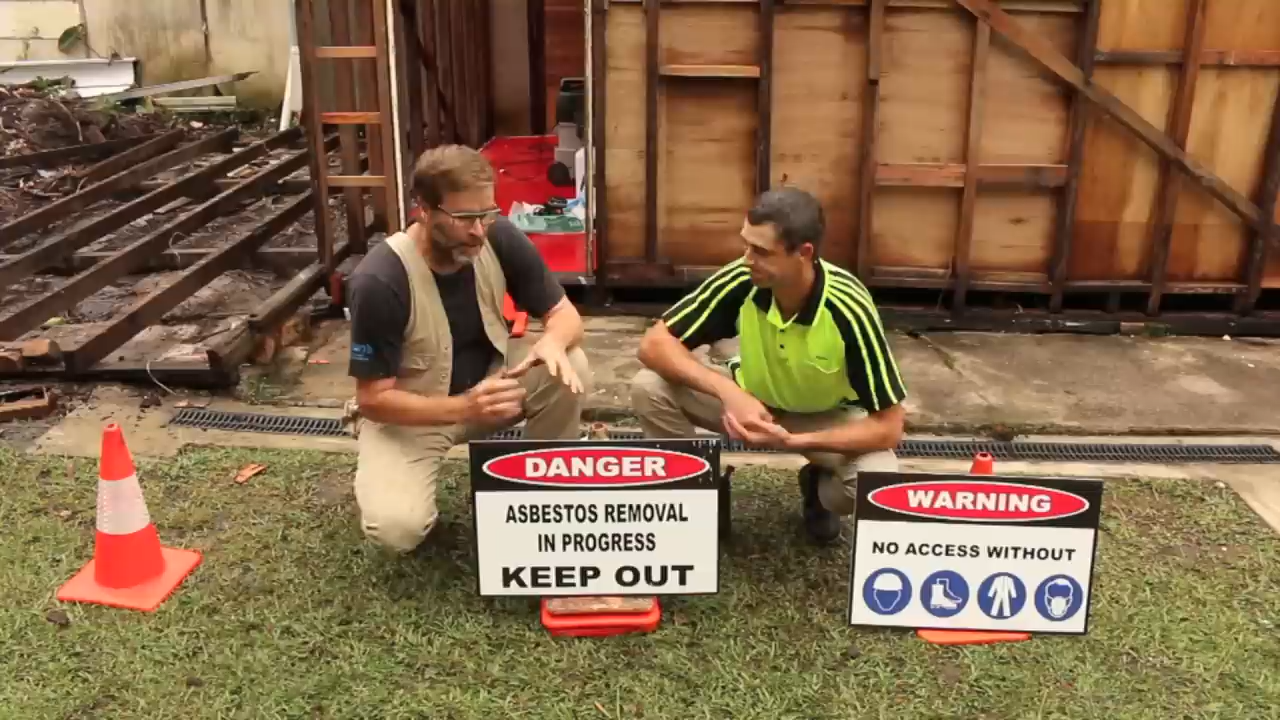 DANGER
ASBESTOS REMOVAL
IN PROGRESS
KEEP OUT
WARNING
NO ACCESS WITHOUT